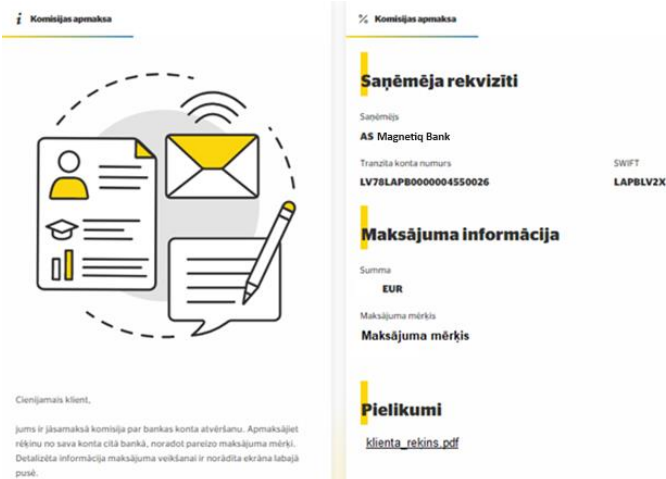 Komisijas apmaksa
Cienījamais klient,
jums ir jāsamaksā komisija par bankas konta atvēršanu. Apmaksājiet
rēķinu no sava konta citā bankā, noradot pareizo maksājuma mērķi.
Detalizēta informācija maksājuma veikšanai ir norādīta ekrāna labajā
pusē.
% Komisijas apmaksa
Saņēmēja rekvizīti
Saņēmējs
AS Magnetiq Bank
Tranzīta konta numurs
SWIFT
LV78LAPB0000004550026
LAPBLV2X
Maksājuma informācija
Summa
EUR
Maksājuma mērķis
Maksājuma mērķis
Pielikumi
klienta_rekins.pdf